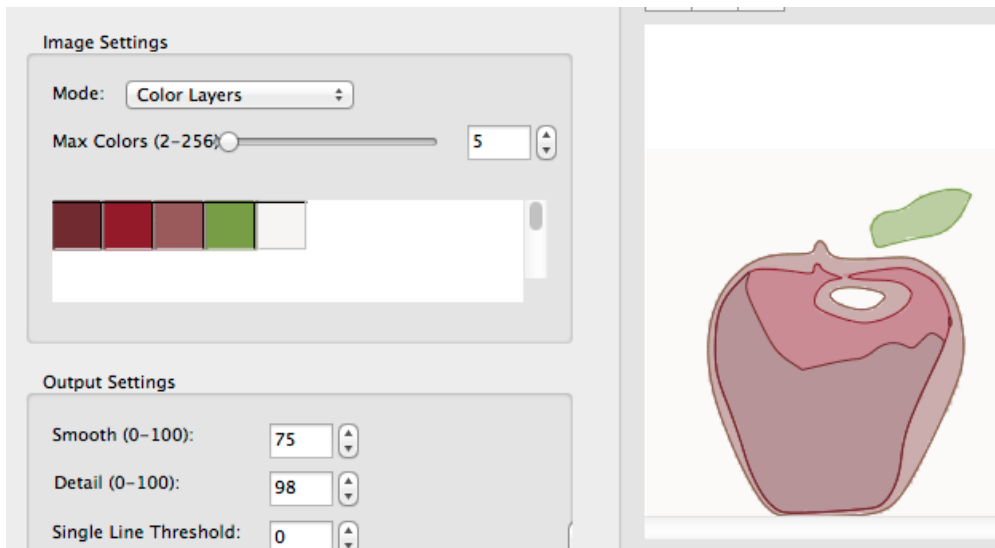 Image Settings
Mode: Color Layers
Max Colors (2-256) 5
Output Settings
Smooth (0-100): 75
Detail (0-100): 98
Single Line Threshold: 0